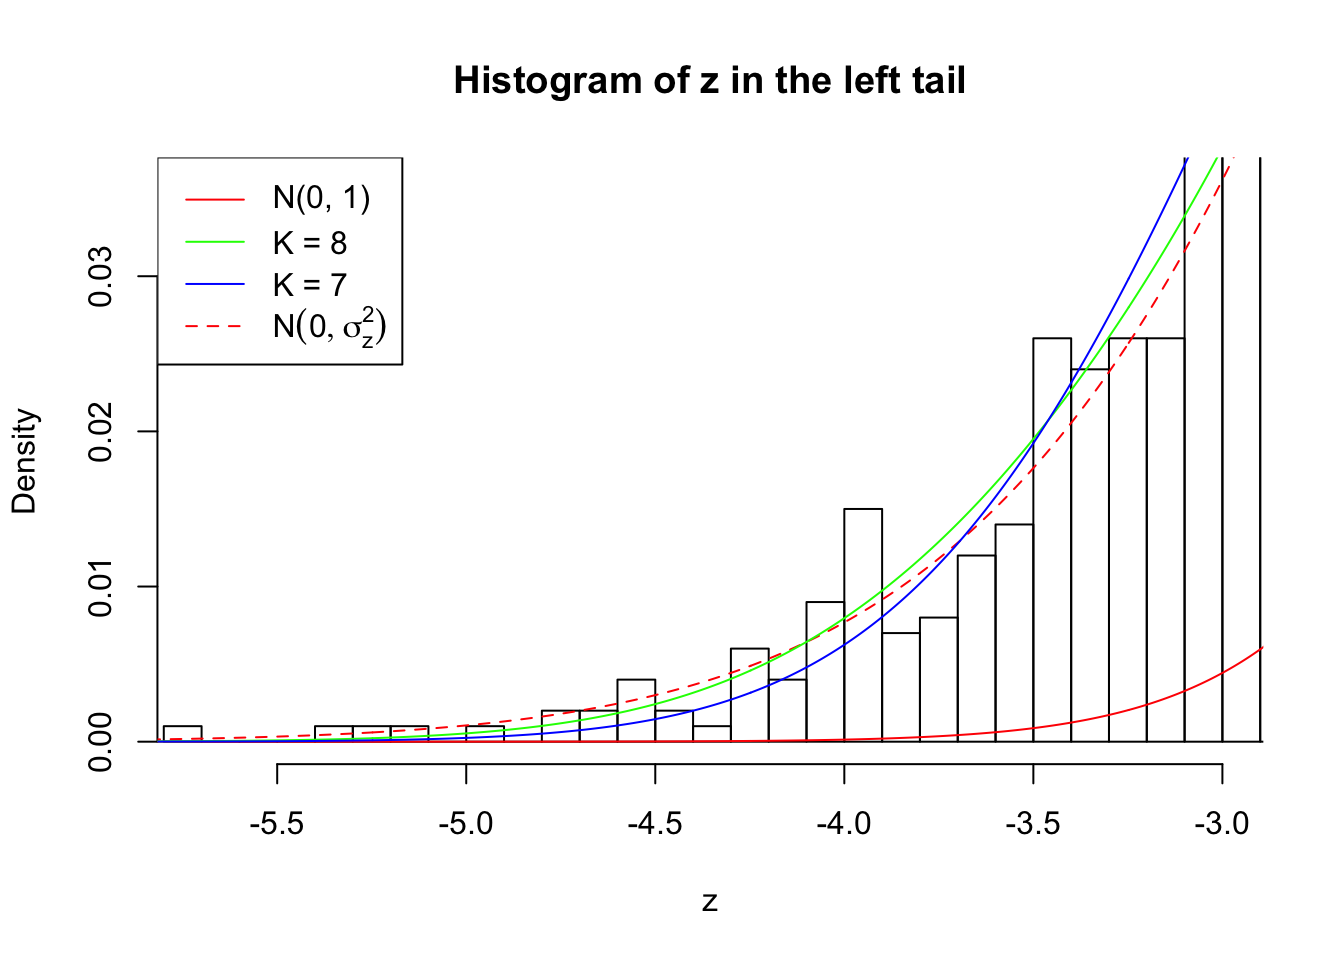 Histogram of z in the left tail
N(0, 1)
K = 8
K = 7
N(0, σ_z^2)
Density
0.00
0.01
0.02
0.03
-5.5 -5.0 -4.5 -4.0 -3.5 -3.0
z